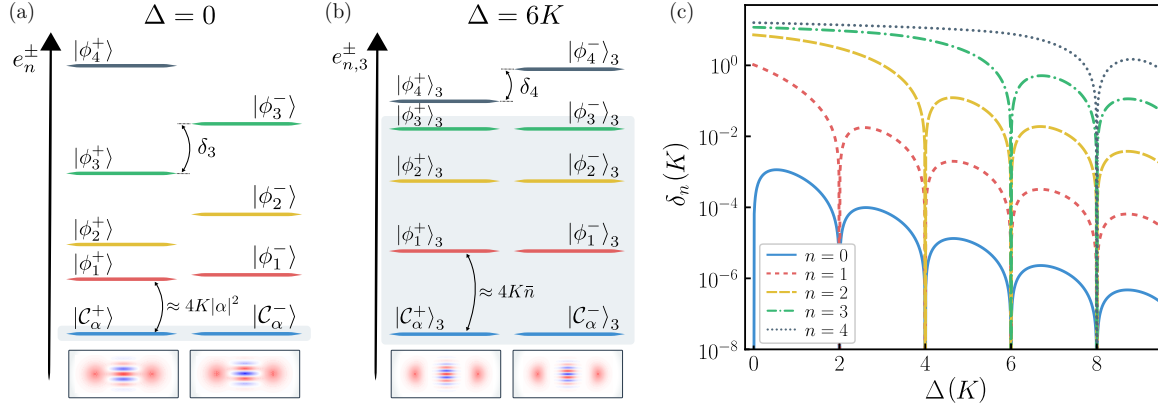 (a) Δ = 0
e_n^±
|ϕ_4^+⟩
|ϕ_3^-⟩
δ_3
|ϕ_3^+⟩
|ϕ_2^-⟩
|ϕ_2^+⟩
|ϕ_1^+⟩ |ϕ_1^-⟩
≈ 4K|α|^2
|C_α^+⟩ |C_α^-⟩
(b) Δ = 6K
e_{n,3}^±
|ϕ_4^-⟩_3
|ϕ_4^+⟩_3 δ_4
|ϕ_3^+⟩_3 |ϕ_3^-⟩_3
|ϕ_2^+⟩_3 |ϕ_2^-⟩_3
|ϕ_1^+⟩_3 |ϕ_1^-⟩_3
≈ 4Kn̄
|C_α^+⟩_3 |C_α^-⟩_3
(c)
δ_n(K)
10^0
10^{-2}
10^{-4}
10^{-6}
10^{-8}
n = 0
n = 1
n = 2
n = 3
n = 4
0 2 4 6 8
Δ(K)